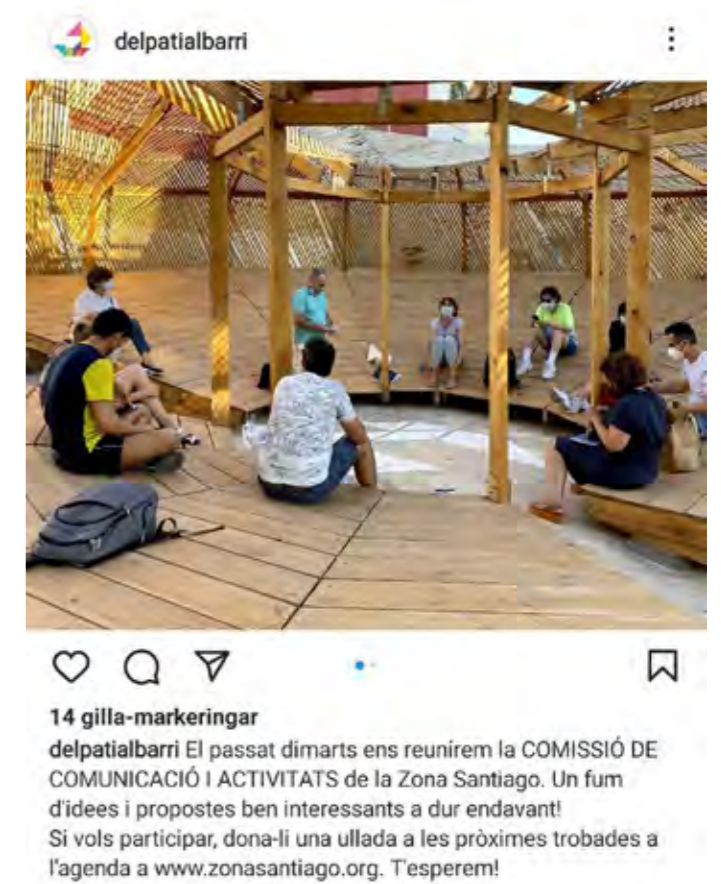 delpatialbarri
14 gilla-markeringar
delpatialbarri El passat dimarts ens reunirem la COMISSIÓ DE
COMUNICACIÓ I ACTIVITATS de la Zona Santiago. Un fum
d'idees i propostes ben interessants a dur endavant!
Si vols participar, dona-li una ullada a les pròximes trobades a
l'agenda a www.zonasantiago.org. T'esperem!